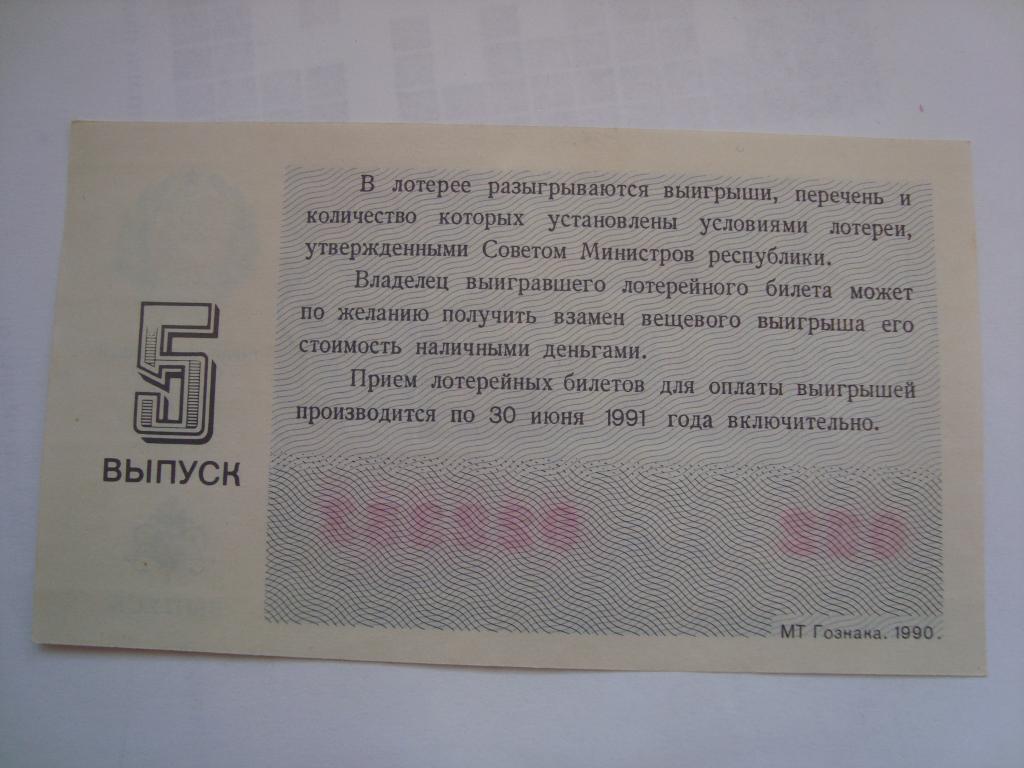 В лотерее разыгрываются выигрыши, перечень и
количество которых установлены условиями лотереи,
утвержденными Советом Министров республики.
Владелец выигравшего лотерейного билета может
по желанию получить взамен вещевого выигрыша его
стоимость наличными деньгами.
Прием лотерейных билетов для оплаты выигрышей
производится по 30 июня 1991 года включительно.
5
ВЫПУСК
МТ Гознака. 1990.